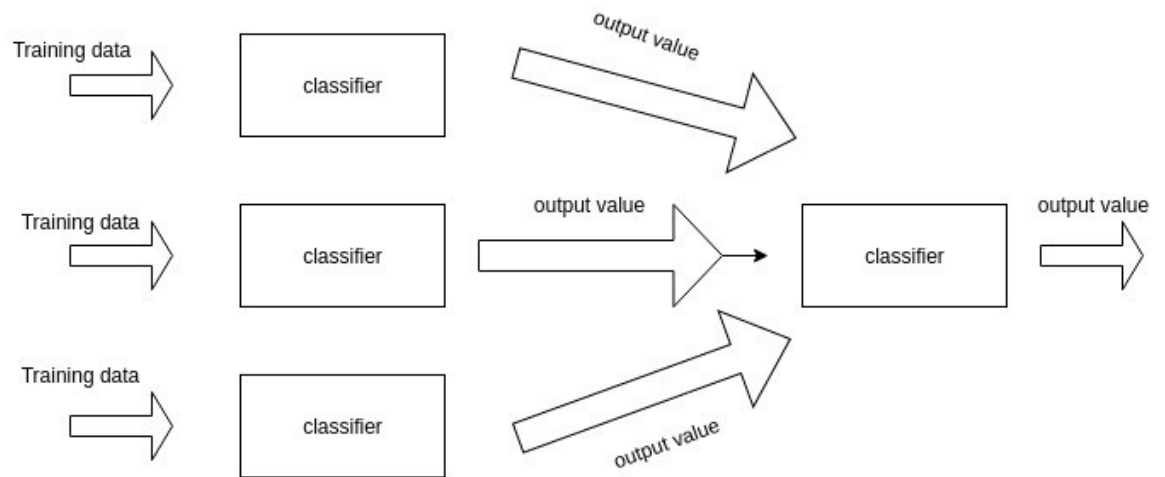 output value
Training data
classifier
Training data
classifier
output value
classifier
output value
Training data
classifier
output value